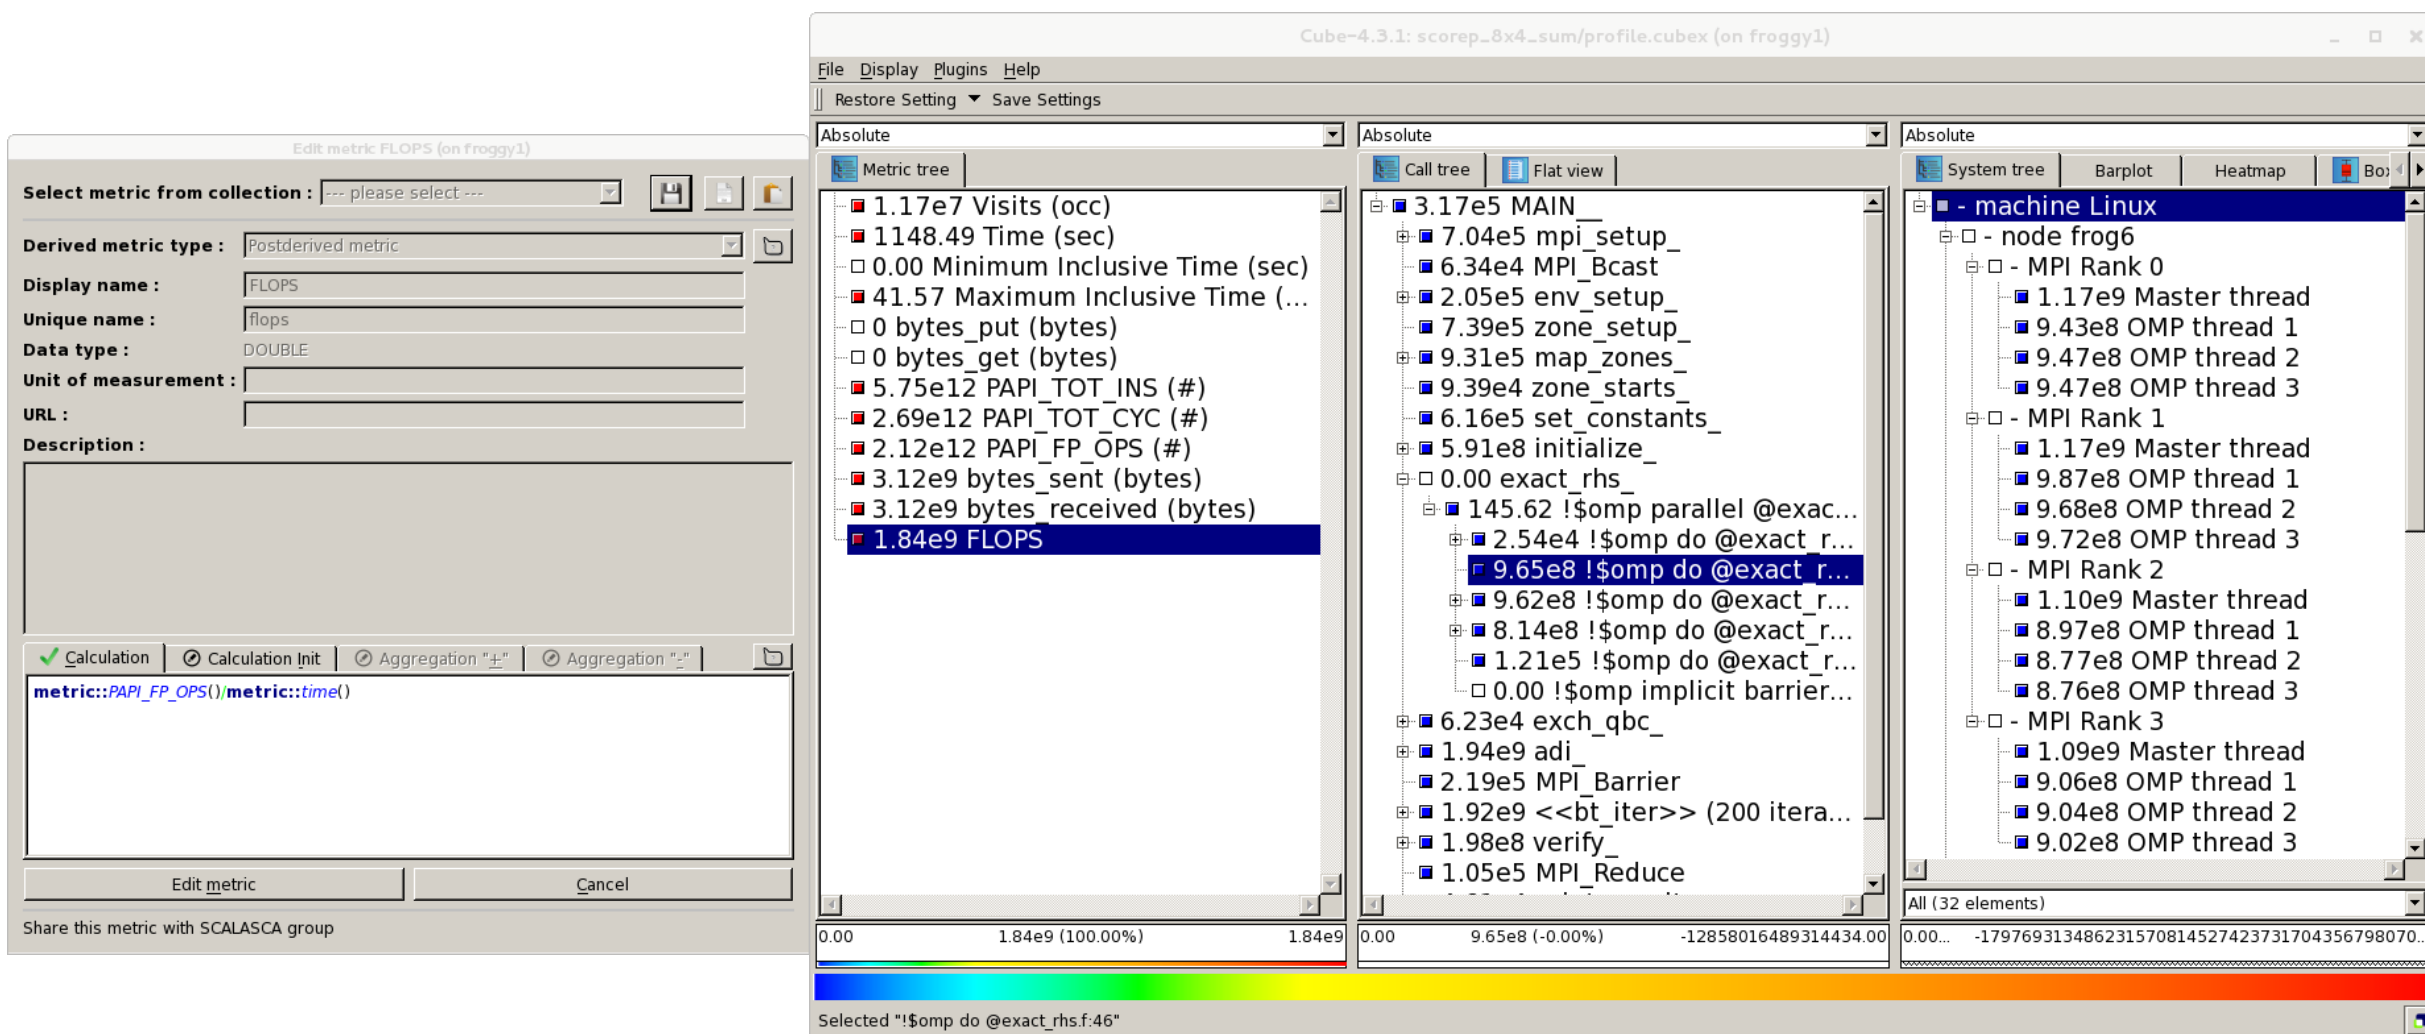 Edit metric FLOPS (on froggy1)
Select metric from collection : --- please select ---
Derived metric type : Postderived metric
Display name : FLOPS
Unique name : flops
Data type : DOUBLE
Unit of measurement :
URL :
Description :
Calculation Calculation Init Aggregation "+" Aggregation "-"
metric::PAPI_FP_OPS()/metric::time()
Edit metric Cancel
Share this metric with SCALASCA group
Cube-4.3.1: scorep_8x4_sum/profile.cubex (on froggy1)
File Display Plugins Help
Restore Setting Save Settings
Absolute
Metric tree
1.17e7 Visits (occ)
1148.49 Time (sec)
0.00 Minimum Inclusive Time (sec)
41.57 Maximum Inclusive Time (...
0 bytes_put (bytes)
0 bytes_get (bytes)
5.75e12 PAPI_TOT_INS (#)
2.69e12 PAPI_TOT_CYC (#)
2.12e12 PAPI_FP_OPS (#)
3.12e9 bytes_sent (bytes)
3.12e9 bytes_received (bytes)
1.84e9 FLOPS
0.00 1.84e9 (100.00%) 1.84e9
Absolute
Call tree Flat view
3.17e5 MAIN__
7.04e5 mpi_setup_
6.34e4 MPI_Bcast
2.05e5 env_setup_
7.39e5 zone_setup_
9.31e5 map_zones_
9.39e4 zone_starts_
6.16e5 set_constants_
5.91e8 initialize_
0.00 exact_rhs_
145.62 !$omp parallel @exac...
2.54e4 !$omp do @exact_r...
9.65e8 !$omp do @exact_r...
9.62e8 !$omp do @exact_r...
8.14e8 !$omp do @exact_r...
1.21e5 !$omp do @exact_r...
0.00 !$omp implicit barrier...
6.23e4 exch_qbc_
1.94e9 adi_
2.19e5 MPI_Barrier
1.92e9 <<bt_iter>> (200 itera...
1.98e8 verify_
1.05e5 MPI_Reduce
0.00 9.65e8 (-0.00%) -12858016489314434.00
Absolute
System tree Barplot Heatmap Box
- machine Linux
- node frog6
- MPI Rank 0
1.17e9 Master thread
9.43e8 OMP thread 1
9.47e8 OMP thread 2
9.47e8 OMP thread 3
- MPI Rank 1
1.17e9 Master thread
9.87e8 OMP thread 1
9.68e8 OMP thread 2
9.72e8 OMP thread 3
- MPI Rank 2
1.10e9 Master thread
8.97e8 OMP thread 1
8.77e8 OMP thread 2
8.76e8 OMP thread 3
- MPI Rank 3
1.09e9 Master thread
9.06e8 OMP thread 1
9.04e8 OMP thread 2
9.02e8 OMP thread 3
All (32 elements)
0.00... -179769313486231570814527423731704356798070...
Selected "!$omp do @exact_rhs.f:46"